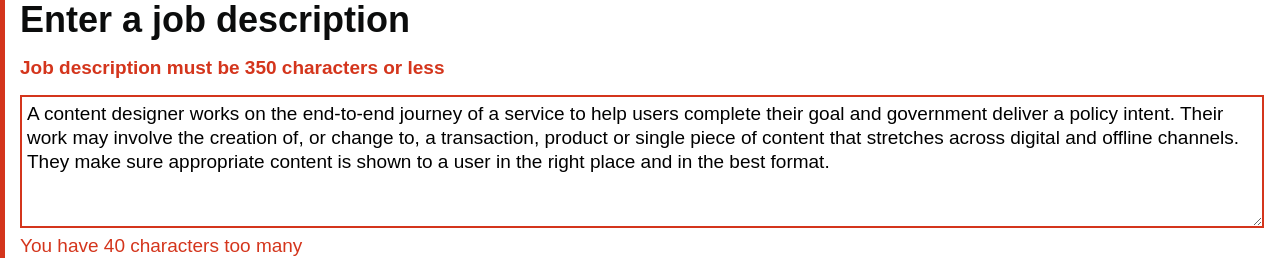 Enter a job description
Job description must be 350 characters or less
A content designer works on the end-to-end journey of a service to help users complete their goal and government deliver a policy intent. Their
work may involve the creation of, or change to, a transaction, product or single piece of content that stretches across digital and offline channels.
They make sure appropriate content is shown to a user in the right place and in the best format.
You have 40 characters too many